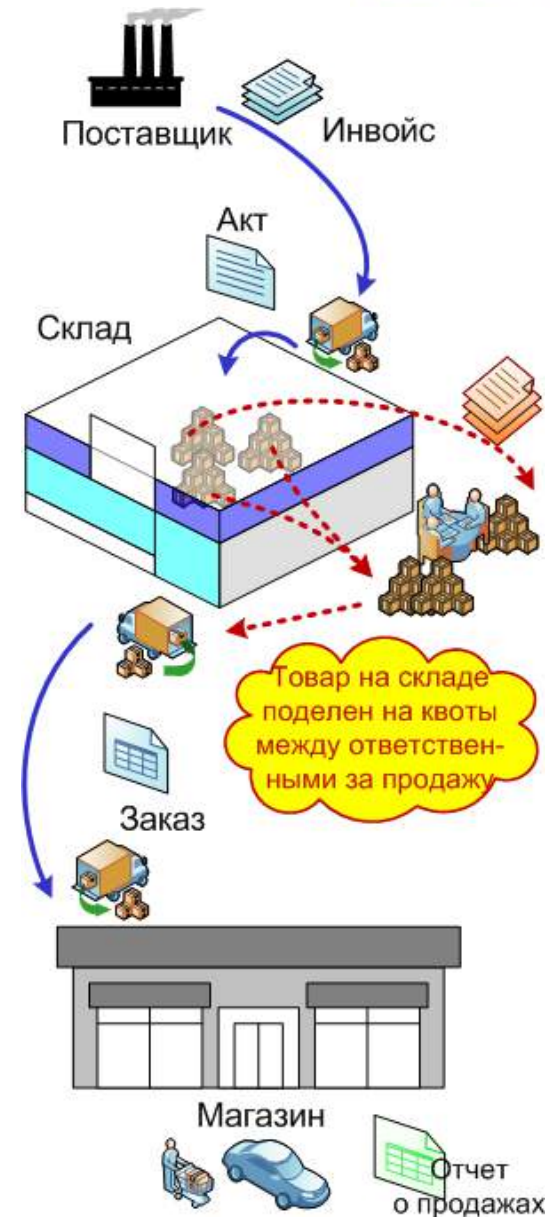 Поставщик
Инвойс
Акт
Склад
Товар на складе
поделен на квоты
между ответствен-
ными за продажу
Заказ
Магазин
Отчет
о продажах